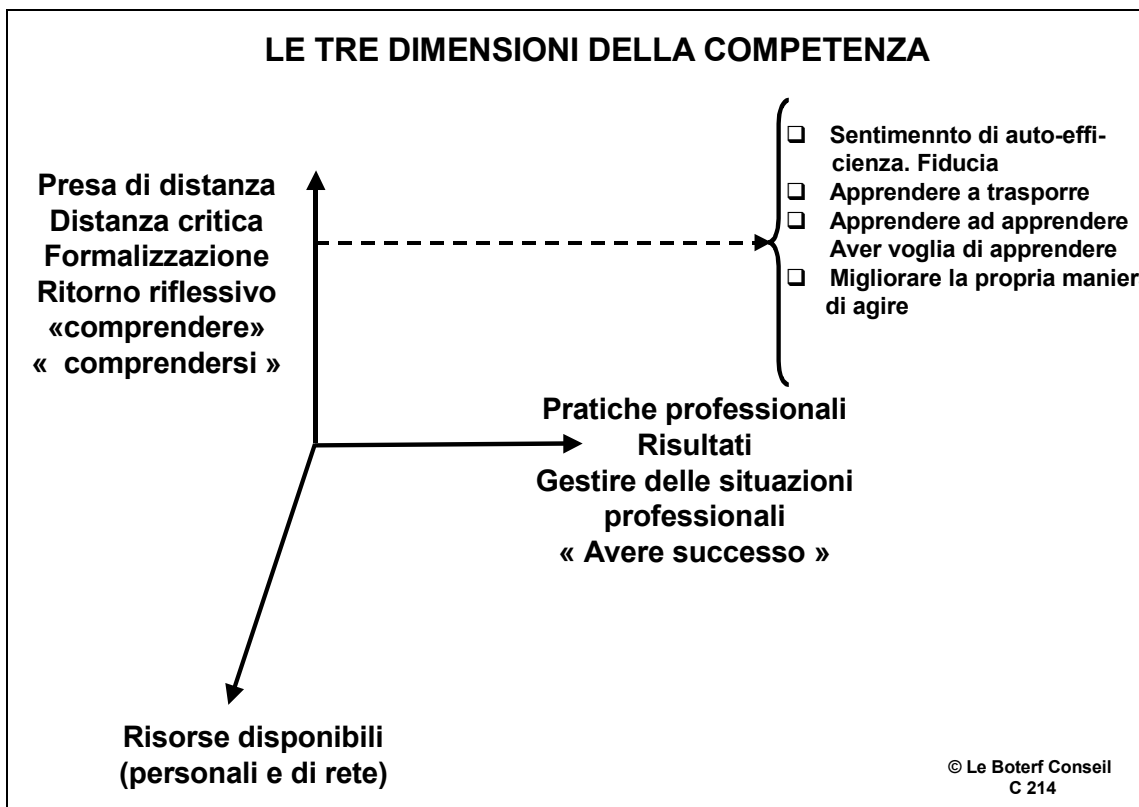 LE TRE DIMENSIONI DELLA COMPETENZA
Presa di distanza
Distanza critica
Formalizzazione
Ritorno riflessivo
«comprendere»
« comprendersi »
❑ Sentimennto di auto-effi-
cienza. Fiducia
❑ Apprendere a trasporre
❑ Apprendere ad apprendere
Aver voglia di apprendere
❑ Migliorare la propria manier
di agire
Pratiche professionali
Risultati
Gestire delle situazioni
professionali
« Avere successo »
Risorse disponibili
(personali e di rete)
© Le Boterf Conseil
C 214